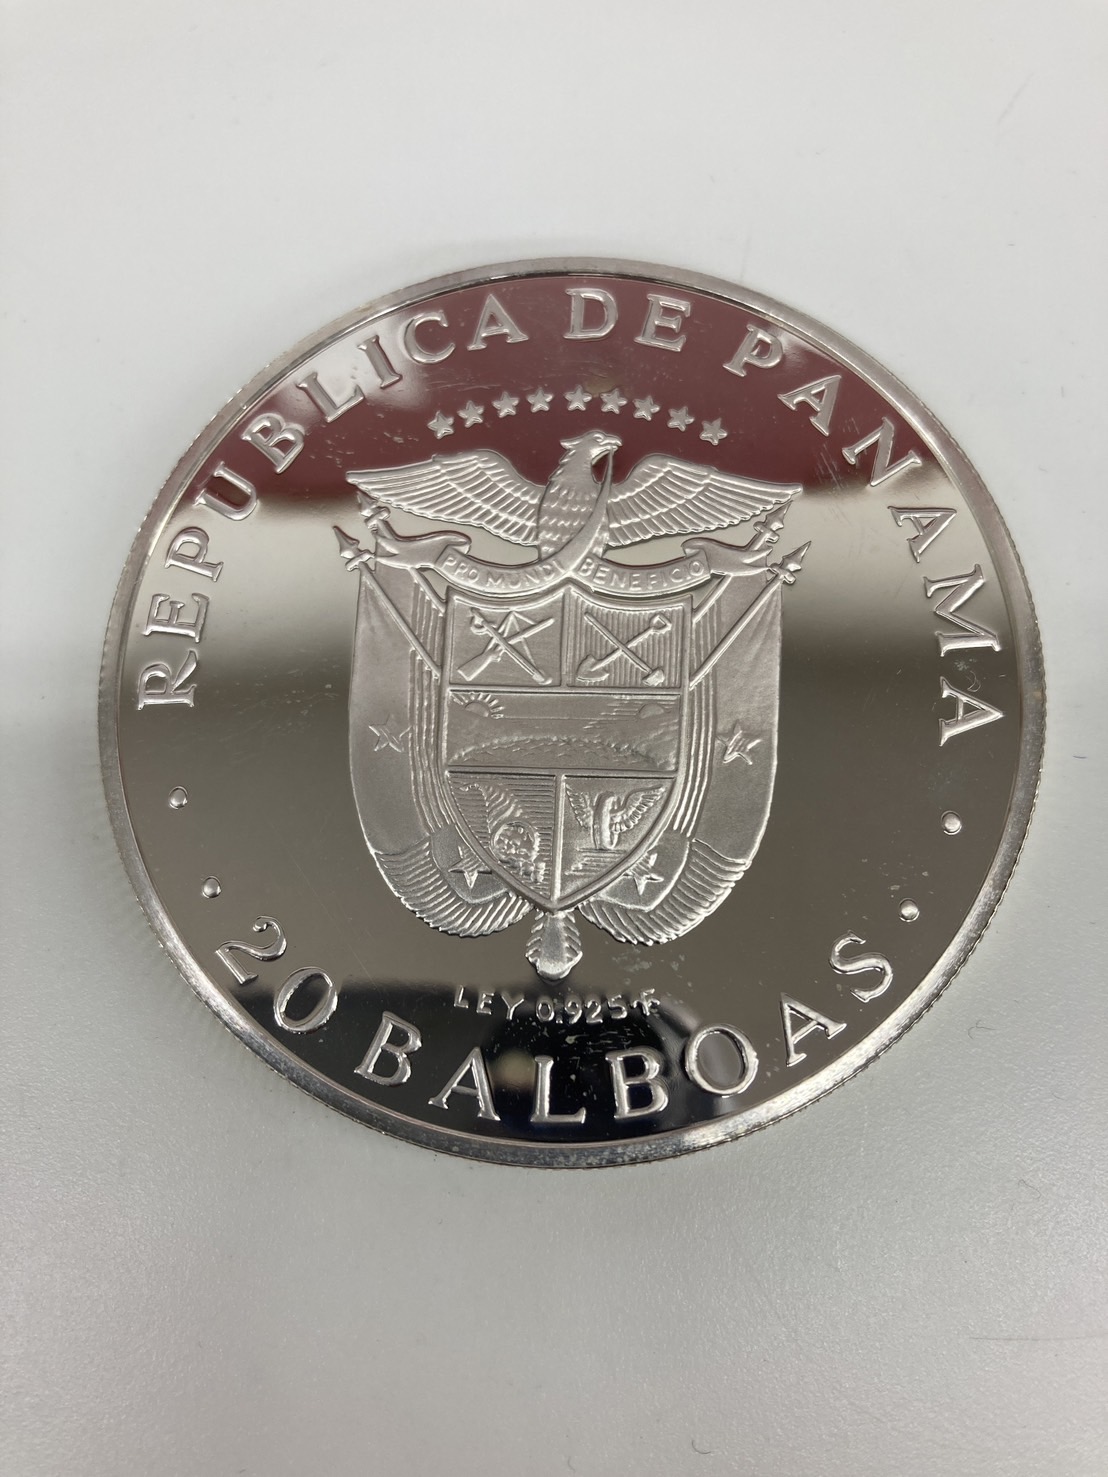 REPUBLICA DE PANAMA
PRO MUNDI BENEFICIO
LEY 0.925
· · 20 BALBOAS · ·